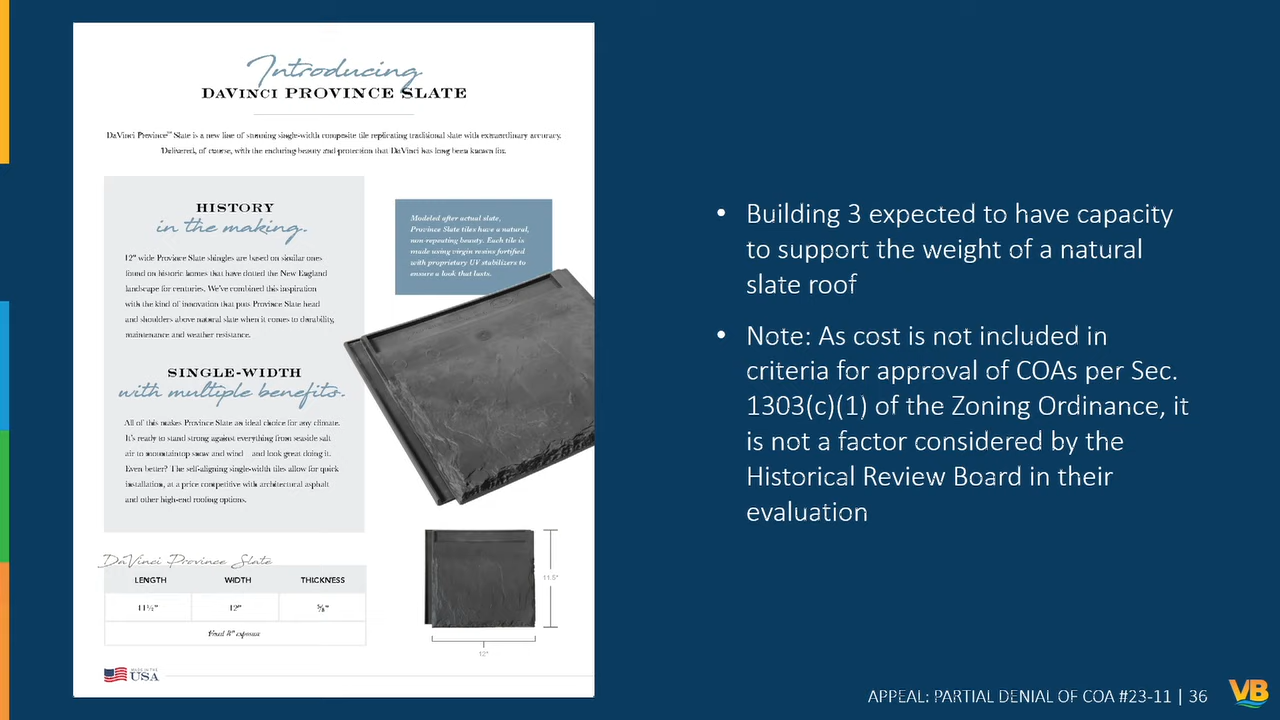 Introducing
DAVINCI PROVINCE SLATE
DaVinci Province™ Slate is a new line of stunning single-width composite tile replicating traditional slate with extraordinary accuracy.
Delivered, of course, with the enduring beauty and protection that DaVinci has long been known for.
HISTORY
in the making.
12" wide Province Slate shingles are based on similar ones
found on historic homes that have dotted the New England
landscape for centuries. We've combined this inspiration
with the kind of innovation that puts Province Slate head
and shoulders above natural slate when it comes to durability,
maintenance and weather resistance.
SINGLE-WIDTH
with multiple benefits.
All of this makes Province Slate an ideal choice for any climate.
It's ready to stand strong against everything from seaside salt
air to mountaintop snow and wind and look great doing it.
Even better? The self-aligning single-width tiles allow for quick
installation, at a price competitive with architectural asphalt
and other high-end roofing options.
Modeled after actual slate,
Province Slate tiles have a natural,
non-repeating beauty. Each tile is
made using virgin resins fortified
with proprietary UV stabilizers to
ensure a look that lasts.
DaVinci Province Slate
LENGTH WIDTH THICKNESS
11½" 12" ⅝"
Fixed 8" exposure
11.5"
12"
MADE IN THE
USA
• Building 3 expected to have capacity
to support the weight of a natural
slate roof
• Note: As cost is not included in
criteria for approval of COAs per Sec.
1303(c)(1) of the Zoning Ordinance, it
is not a factor considered by the
Historical Review Board in their
evaluation
APPEAL: PARTIAL DENIAL OF COA #23-11 | 36
VB